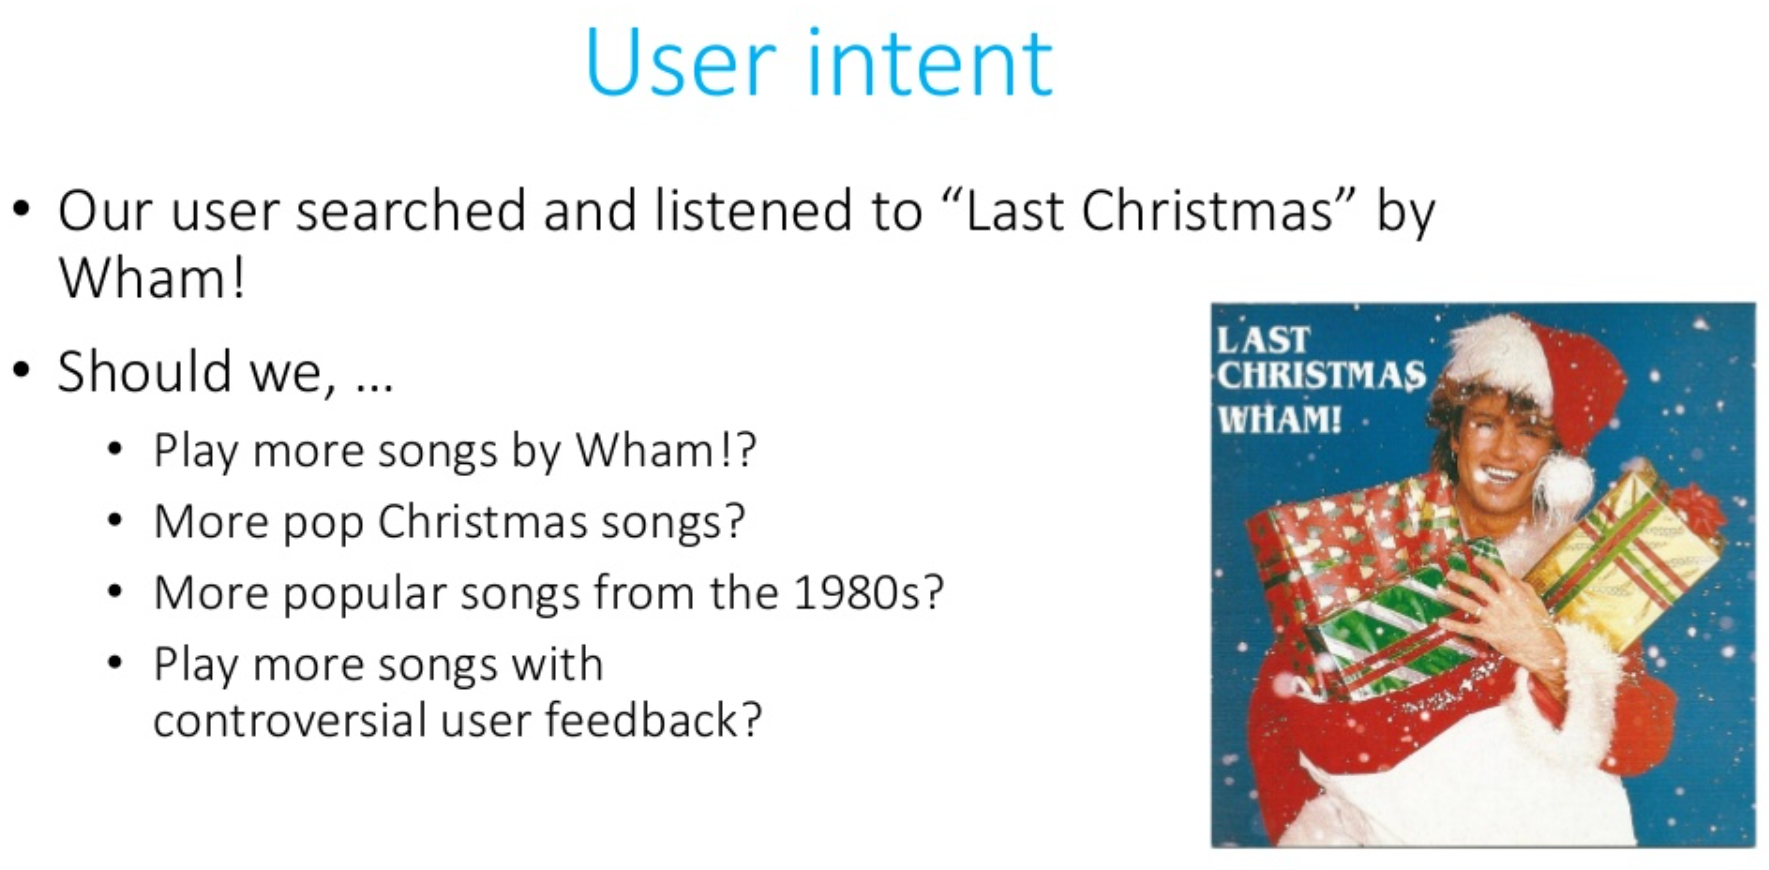 User intent
• Our user searched and listened to “Last Christmas” by
Wham!
• Should we, ...
• Play more songs by Wham!?
• More pop Christmas songs?
• More popular songs from the 1980s?
• Play more songs with
controversial user feedback?
LAST
CHRISTMAS
WHAM!